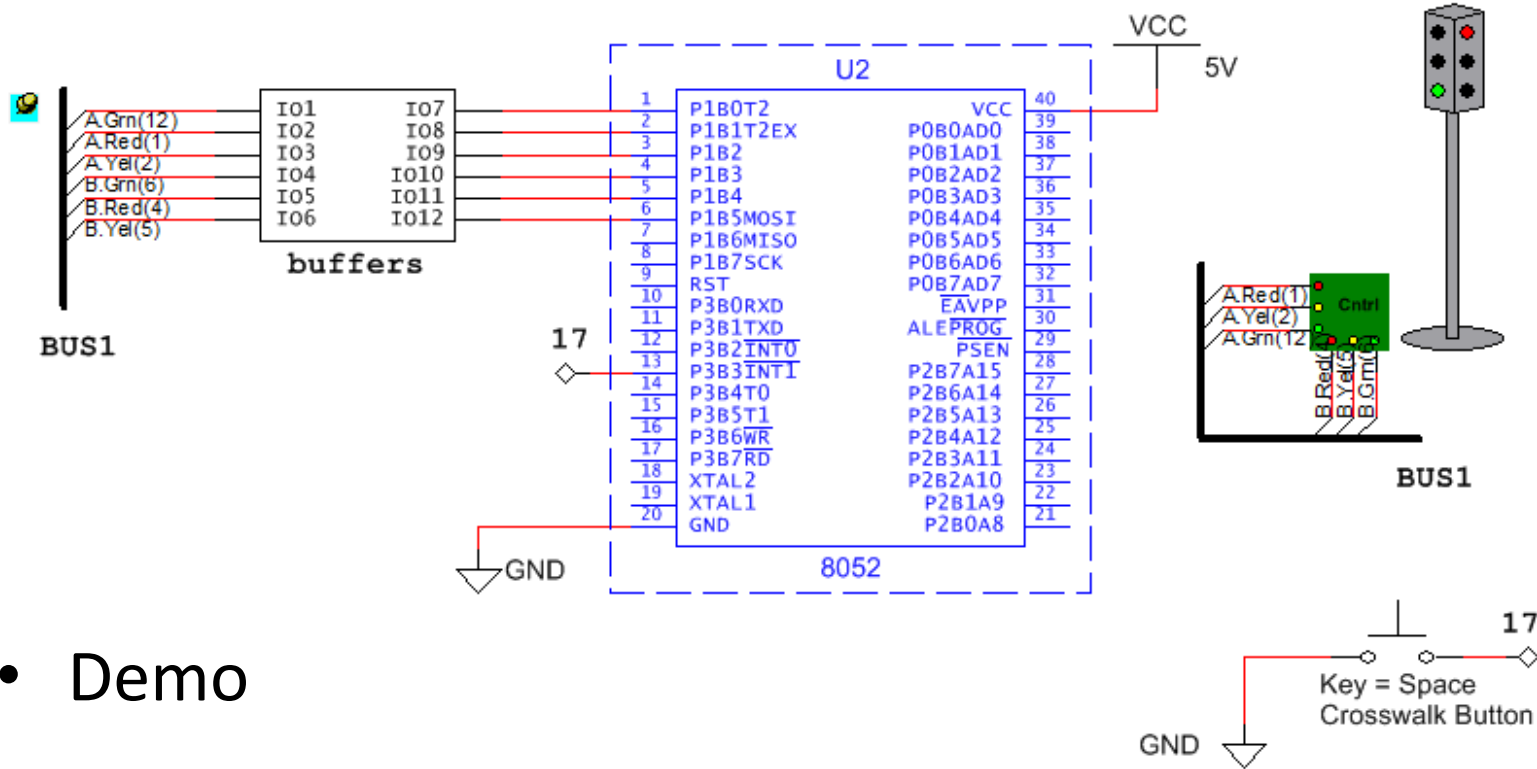 VCC
5V
U2
A.Grn(12)
A.Red(1)
A.Yel(2)
B.Grn(6)
B.Red(4)
B.Yel(5)
BUS1
IO1 IO7
IO2 IO8
IO3 IO9
IO4 IO10
IO5 IO11
IO6 IO12
buffers
17
1 P1B0T2 VCC 40
2 P1B1T2EX P0B0AD0 39
3 P1B2 P0B1AD1 38
4 P1B3 P0B2AD2 37
5 P1B4 P0B3AD3 36
6 P1B5MOSI P0B4AD4 35
7 P1B6MISO P0B5AD5 34
8 P1B7SCK P0B6AD6 33
9 RST P0B7AD7 32
10 P3B0RXD EAVPP 31
11 P3B1TXD ALEPROG 30
12 P3B2INT0 PSEN 29
13 P3B3INT1 P2B7A15 28
14 P3B4T0 P2B6A14 27
15 P3B5T1 P2B5A13 26
16 P3B6WR P2B4A12 25
17 P3B7RD P2B3A11 24
18 XTAL2 P2B2A10 23
19 XTAL1 P2B1A9 22
20 GND P2B0A8 21
8052
GND
A.Red(1)
A.Yel(2)
A.Grn(12
Cntrl
B.Red(4)
B.Yel(5)
B.Grn(6)
BUS1
• Demo
17
Key = Space
Crosswalk Button
GND